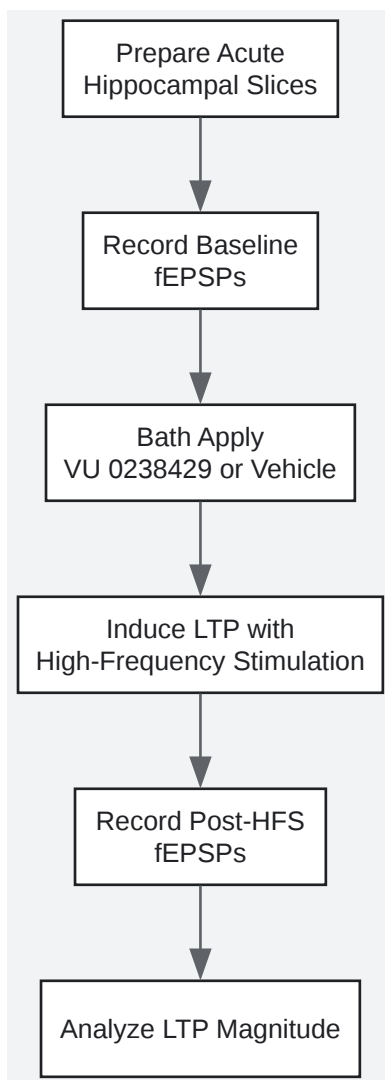 Prepare Acute
Hippocampal Slices
Record Baseline
fEPSPs
Bath Apply
VU 0238429 or Vehicle
Induce LTP with
High-Frequency Stimulation
Record Post-HFS
fEPSPs
Analyze LTP Magnitude